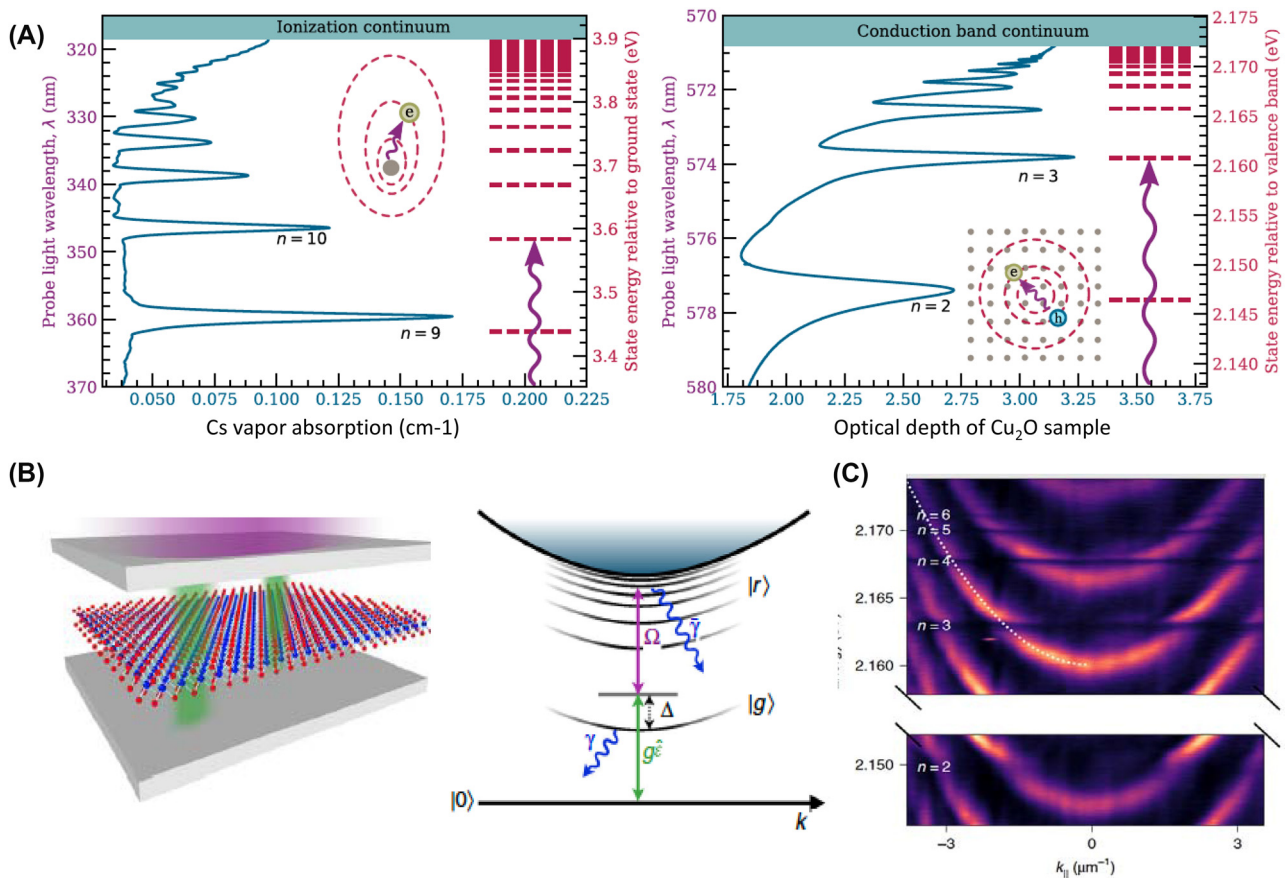 (A)
Ionization continuum
Probe light wavelength, λ (nm)
320
330
340
350
360
370
n = 10
n = 9
e
3.9
3.8
3.7
3.6
3.5
3.4
State energy relative to ground state (eV)
0.050 0.075 0.100 0.125 0.150 0.175 0.200 0.225
Cs vapor absorption (cm-1)
Conduction band continuum
Probe light wavelength, λ (nm)
570
572
574
576
578
580
n = 3
n = 2
e
h
2.175
2.170
2.165
2.160
2.155
2.150
2.145
2.140
State energy relative to valence band (eV)
1.75 2.00 2.25 2.50 2.75 3.00 3.25 3.50 3.75
Optical depth of Cu₂O sample
(B)
|r⟩
Ω
γ̄
|g⟩
Δ
γ
gε̂
|0⟩
k
(C)
n = 6
2.170
n = 5
n = 4
2.165
n = 3
2.160
n = 2
2.150
−3 0 3
k∥ (μm⁻¹)